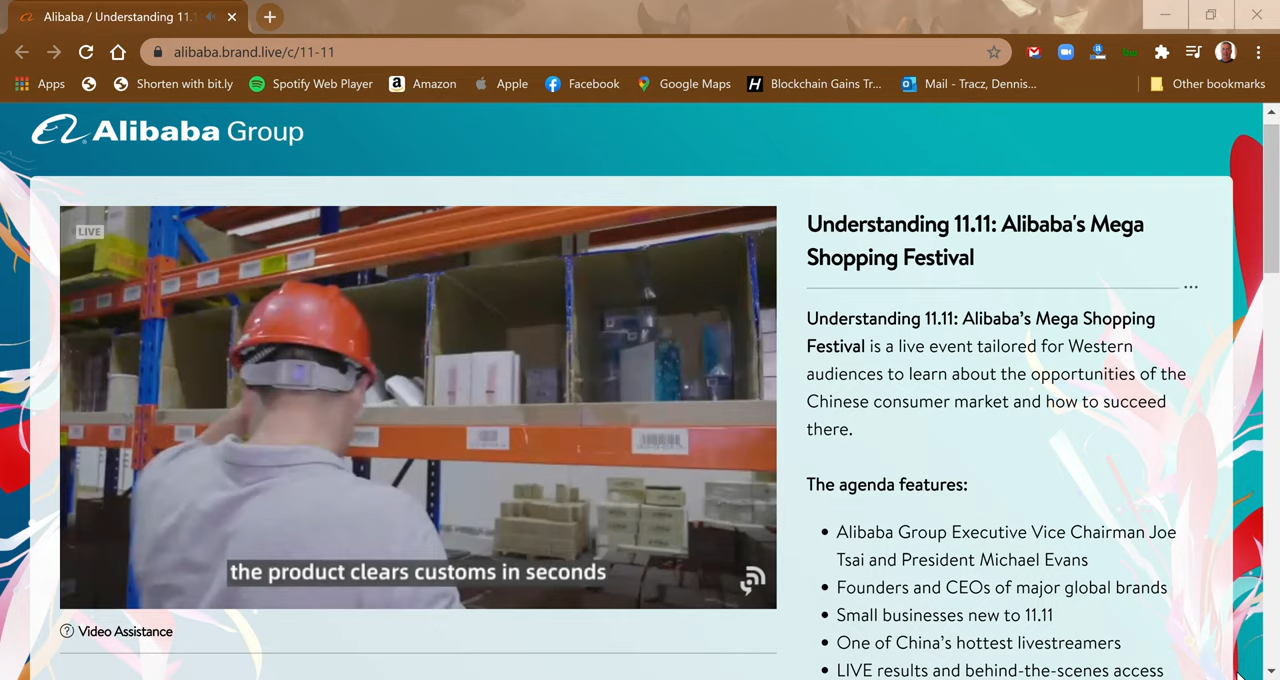 Alibaba / Understanding 11.1
alibaba.brand.live/c/11-11
Apps
Shorten with bit.ly
Spotify Web Player
Amazon
Apple
Facebook
Google Maps
Blockchain Gains Tr...
Mail - Tracz, Dennis...
Other bookmarks
Alibaba Group
LIVE
the product clears customs in seconds
Video Assistance
Understanding 11.11: Alibaba's Mega
Shopping Festival
...
Understanding 11.11: Alibaba’s Mega Shopping
Festival is a live event tailored for Western
audiences to learn about the opportunities of the
Chinese consumer market and how to succeed
there.
The agenda features:
• Alibaba Group Executive Vice Chairman Joe
Tsai and President Michael Evans
• Founders and CEOs of major global brands
• Small businesses new to 11.11
• One of China’s hottest livestreamers
• LIVE results and behind-the-scenes access